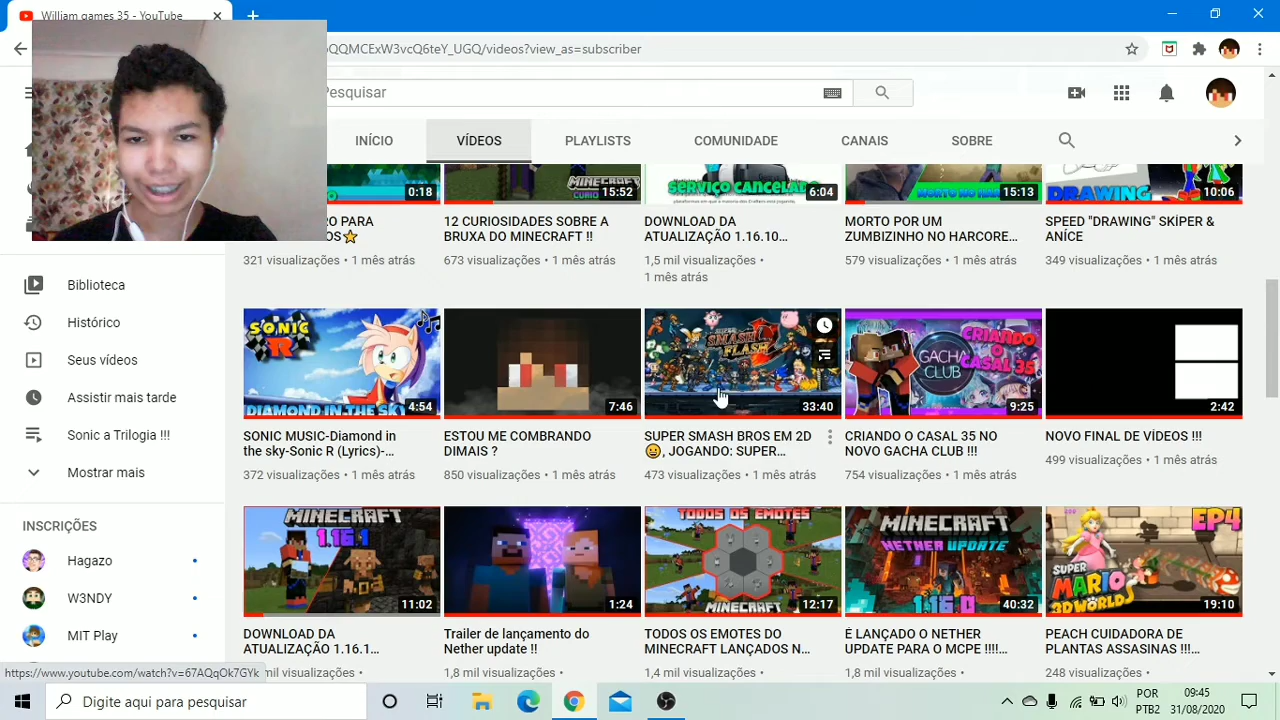 William games 35 - YouTube
QQMCExW3vcQ6teY_UGQ/videos?view_as=subscriber
Pesquisar
INÍCIO
VÍDEOS
PLAYLISTS
COMUNIDADE
CANAIS
SOBRE
0:18
MINECRAFT
15:52
SERVIÇO CANCELADO
6:04
15:13
DRAWING
10:06
O PARA
OS⭐
321 visualizações • 1 mês atrás
12 CURIOSIDADES SOBRE A
BRUXA DO MINECRAFT !!
673 visualizações • 1 mês atrás
DOWNLOAD DA
ATUALIZAÇÃO 1.16.10...
1,5 mil visualizações •
1 mês atrás
MORTO POR UM
ZUMBIZINHO NO HARCORE...
579 visualizações • 1 mês atrás
SPEED "DRAWING" SKİPER &
ANÍCE
349 visualizações • 1 mês atrás
Biblioteca
Histórico
Seus vídeos
Assistir mais tarde
Sonic a Trilogia !!!
Mostrar mais
INSCRIÇÕES
Hagazo
W3NDY
MIT Play
SONIC
R
DIAMOND IN THE SKY
4:54
7:46
SUPER
SMASH
FLASH
33:40
CRIANDO O
CASAL 35
GACHA
CLUB
9:25
2:42
SONIC MUSIC-Diamond in
the sky-Sonic R (Lyrics)-...
372 visualizações • 1 mês atrás
ESTOU ME COMBRANDO
DIMAIS ?
850 visualizações • 1 mês atrás
SUPER SMASH BROS EM 2D
😀, JOGANDO: SUPER...
473 visualizações • 1 mês atrás
CRIANDO O CASAL 35 NO
NOVO GACHA CLUB !!!
754 visualizações • 1 mês atrás
NOVO FINAL DE VÍDEOS !!!
499 visualizações • 1 mês atrás
MINECRAFT
1.16.1
11:02
1:24
TODOS OS EMOTES
MINECRAFT
12:17
MINECRAFT
NETHER UPDATE
1.16.0
40:32
EP4
SUPER
MARIO
3D WORLD
19:10
DOWNLOAD DA
ATUALIZAÇÃO 1.16.1...
mil visualizações •
Trailer de lançamento do
Nether update !!
1,8 mil visualizações •
TODOS OS EMOTES DO
MINECRAFT LANÇADOS N...
1,4 mil visualizações •
É LANÇADO O NETHER
UPDATE PARA O MCPE !!!!...
1,8 mil visualizações •
PEACH CUIDADORA DE
PLANTAS ASSASINAS !!!...
248 visualizações •
https://www.youtube.com/watch?v=67AQqOk7GYk
Digite aqui para pesquisar
POR
PTB2
09:45
31/08/2020